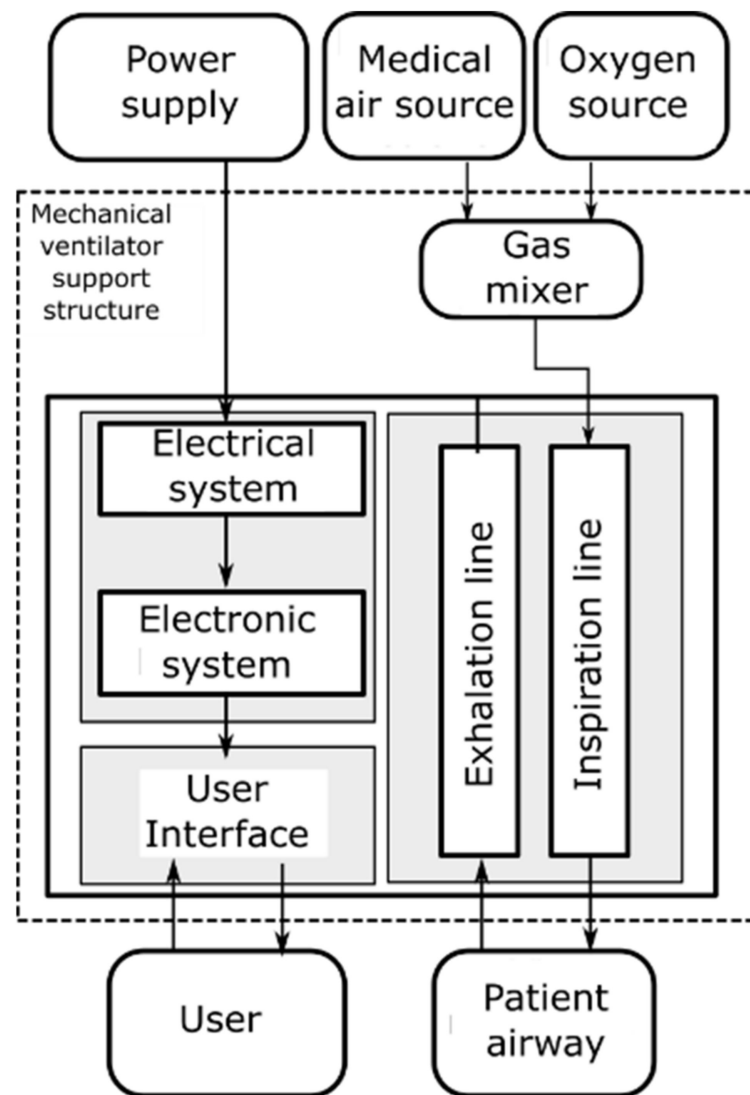 Power
supply
Medical
air source
Oxygen
source
Mechanical
ventilator
support
structure
Gas
mixer
Electrical
system
Electronic
system
Exhalation line
Inspiration line
User
Interface
User
Patient
airway